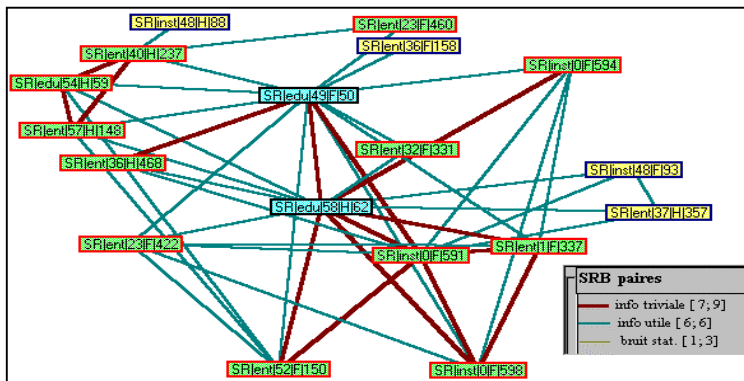 SR|inst|48|H|88
SR|ent|23|F|460
SR|ent|40|H|237
SR|ent|36|F|158
SR|inst|0|F|594
SR|edu|54|H|59
SR|edu|49|F|50
SR|ent|57|H|148
SR|ent|32|F|331
SR|ent|36|H|468
SR|inst|48|F|93
SR|edu|58|H|62
SR|ent|37|H|357
SR|ent|23|F|422
SR|inst|0|F|591
SR|ent|1|F|337
SRB paires
info triviale [ 7; 9]
info utile [ 6; 6]
bruit stat. [ 1; 3]
SR|ent|52|F|150
SR|inst|0|F|598